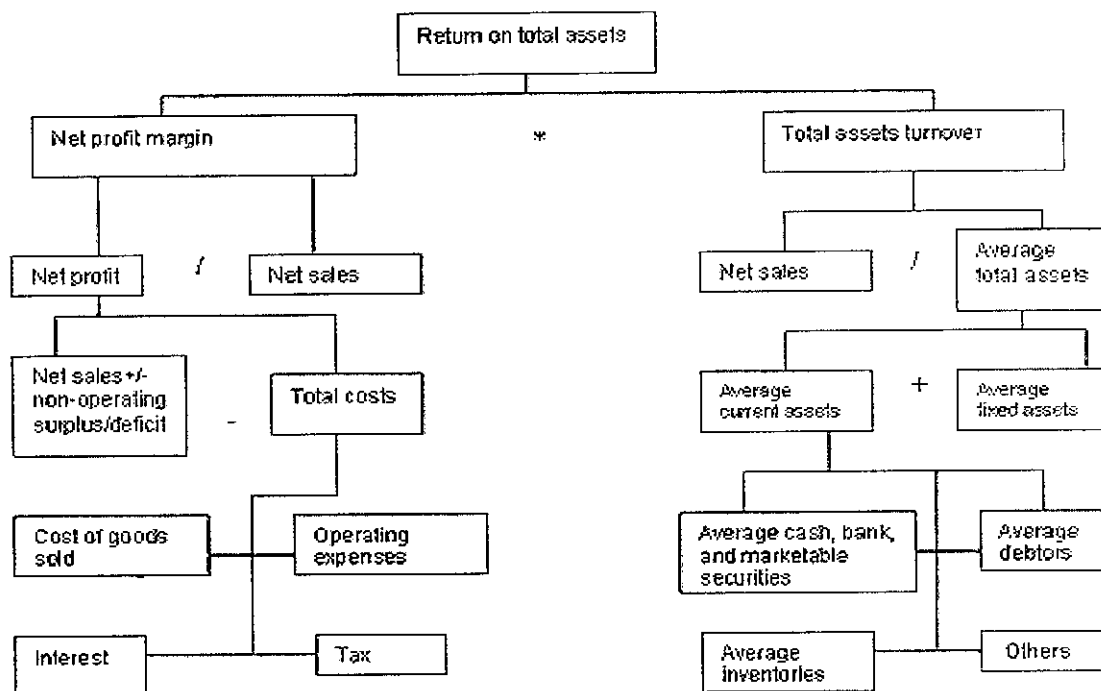 Return on total assets
Net profit margin
*
Total assets turnover
Net profit
/
Net sales
Net sales
/
Average
total assets
Net sales +/-
non-operating
surplus/deficit
-
Total costs
Average
current assets
+
Average
fixed assets
Cost of goods
sold
Operating
expenses
Average cash, bank,
and marketable
securities
Average
debtors
Interest
Tax
Average
inventories
Others